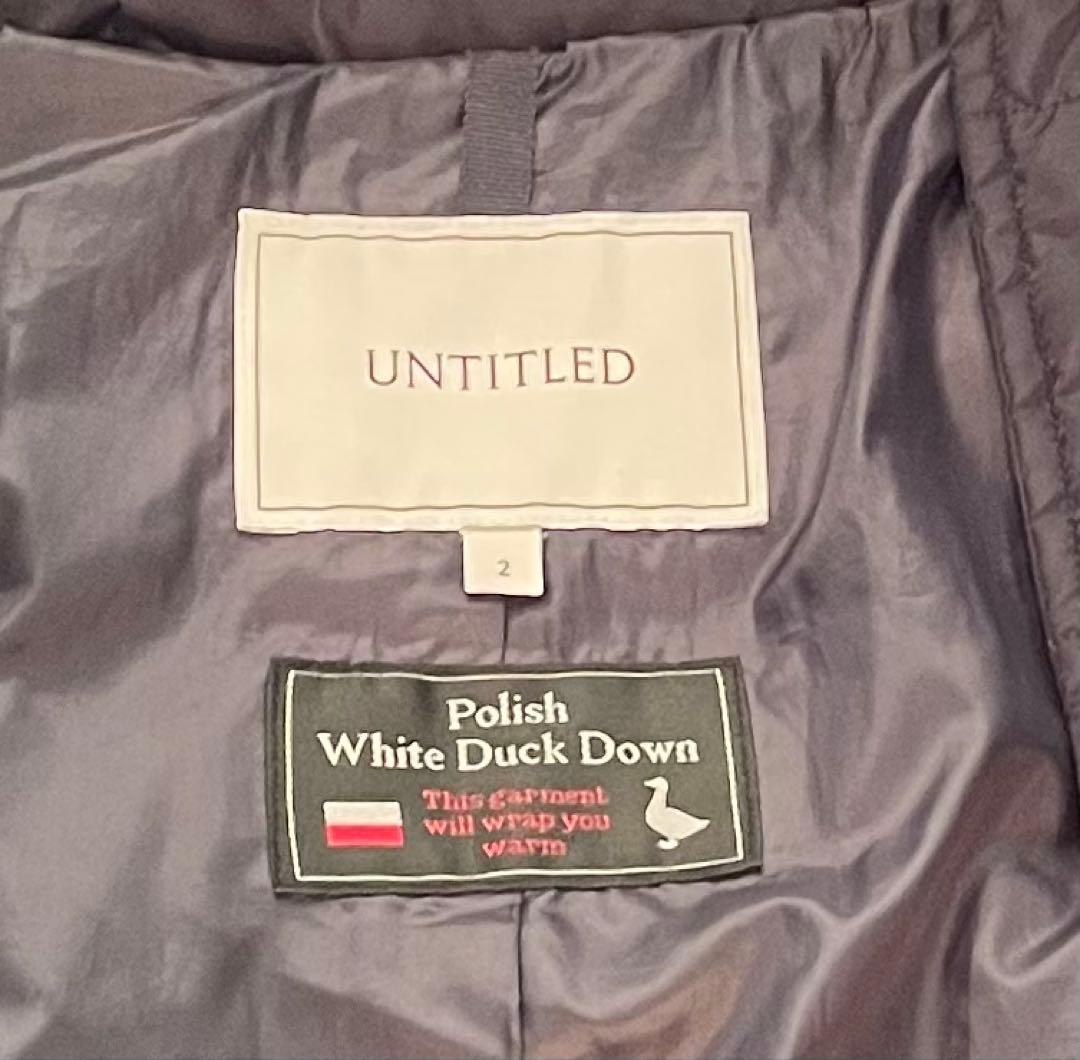 UNTITLED
2
Polish
White Duck Down
This garment
will wrap you
warm